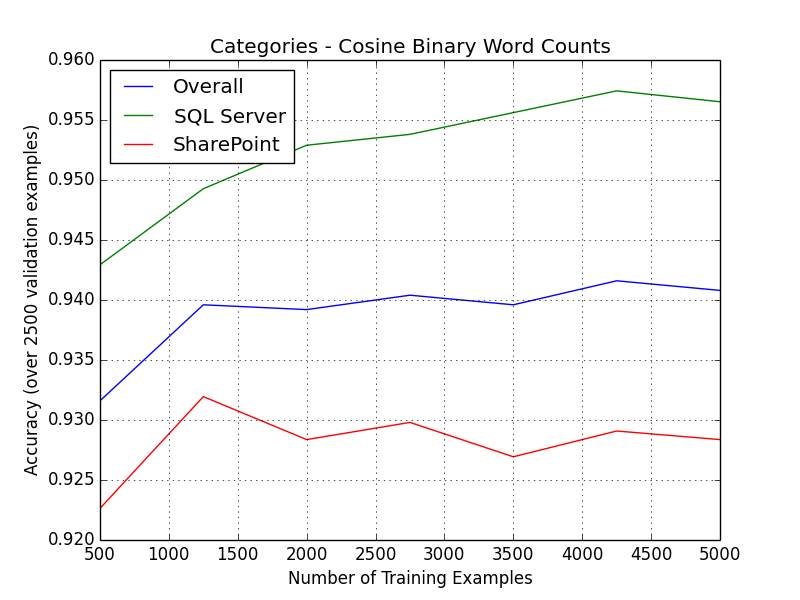 Categories - Cosine Binary Word Counts
Overall
SQL Server
SharePoint
Accuracy (over 2500 validation examples)
0.960
0.955
0.950
0.945
0.940
0.935
0.930
0.925
0.920
500 1000 1500 2000 2500 3000 3500 4000 4500 5000
Number of Training Examples